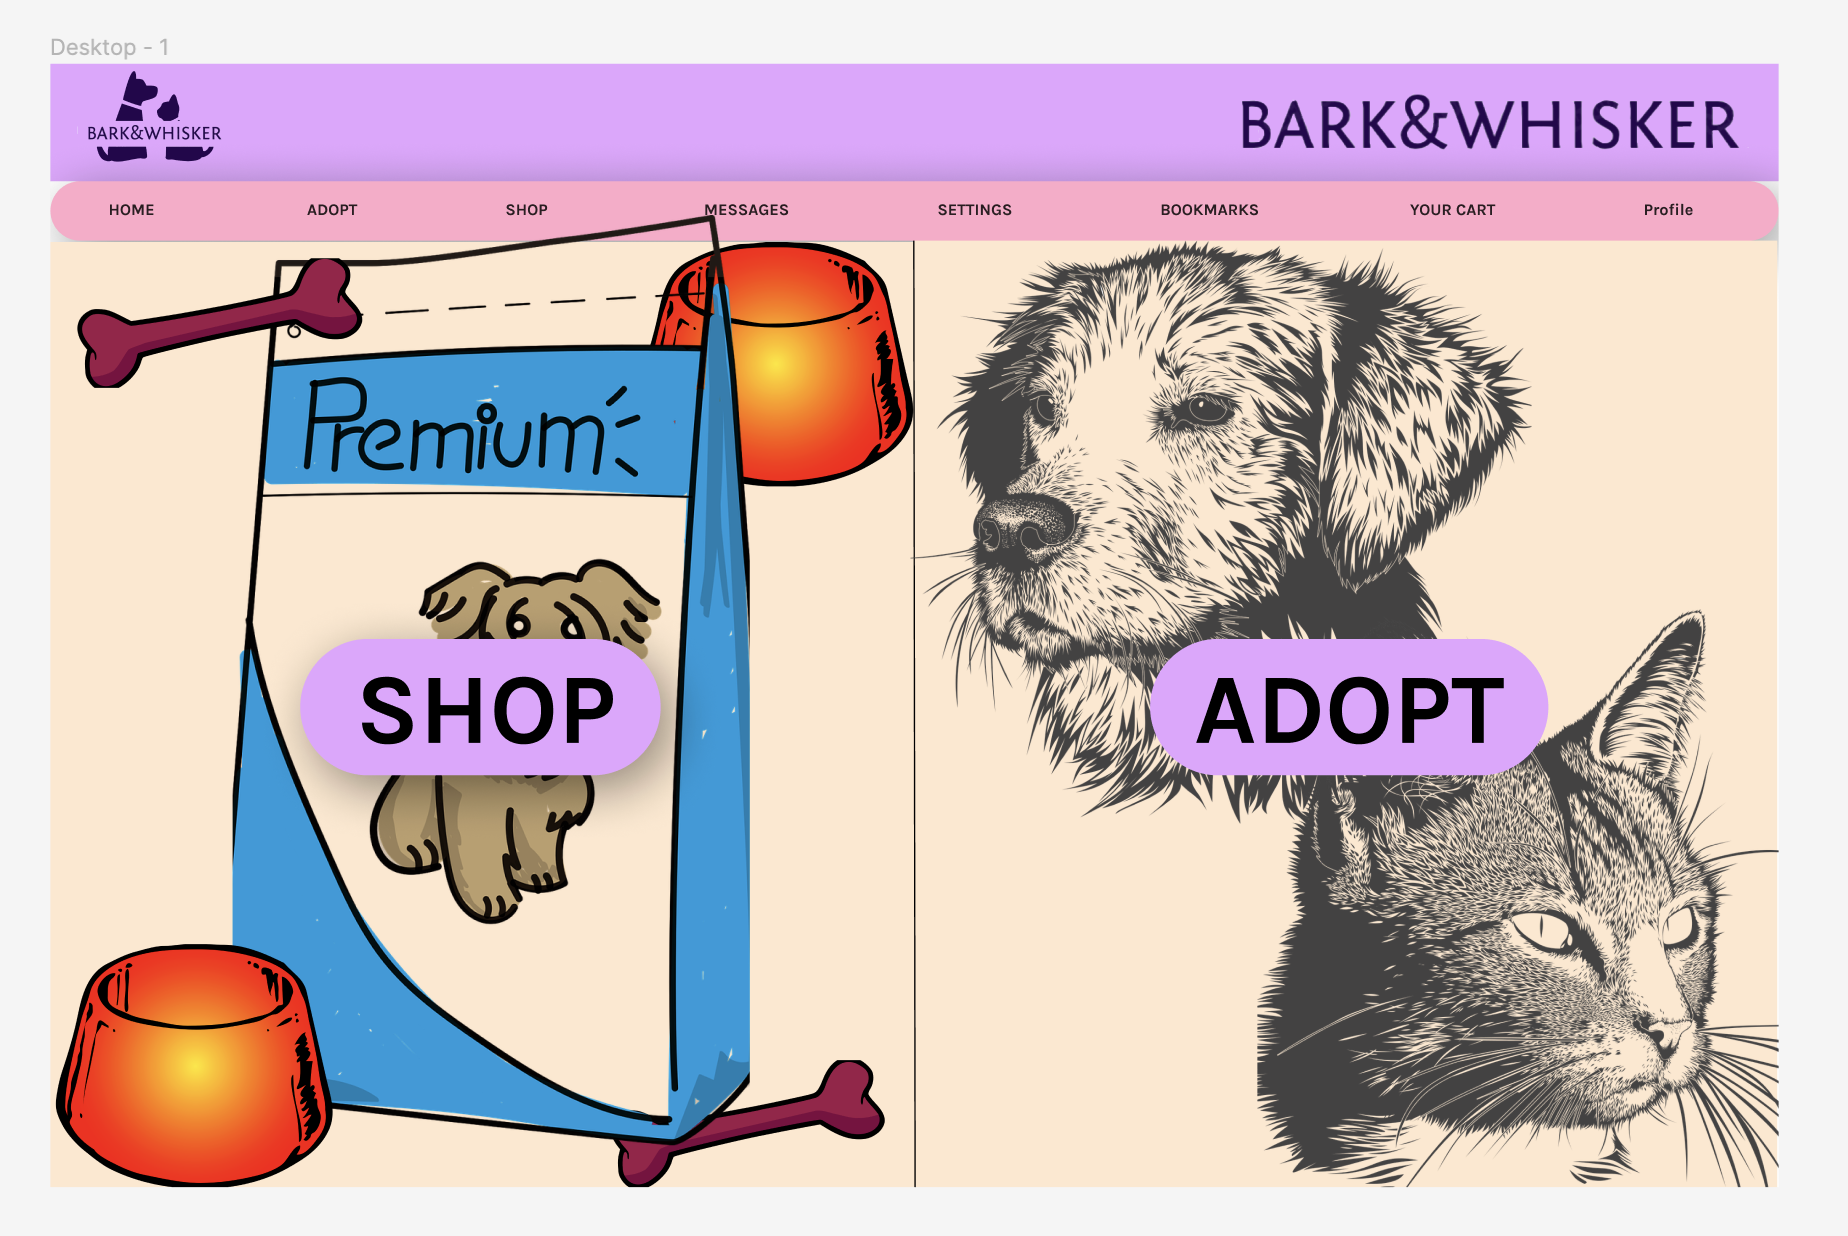 Desktop - 1
BARK&WHISKER
BARK&WHISKER
HOME ADOPT SHOP MESSAGES SETTINGS BOOKMARKS YOUR CART Profile
Premium
SHOP
ADOPT